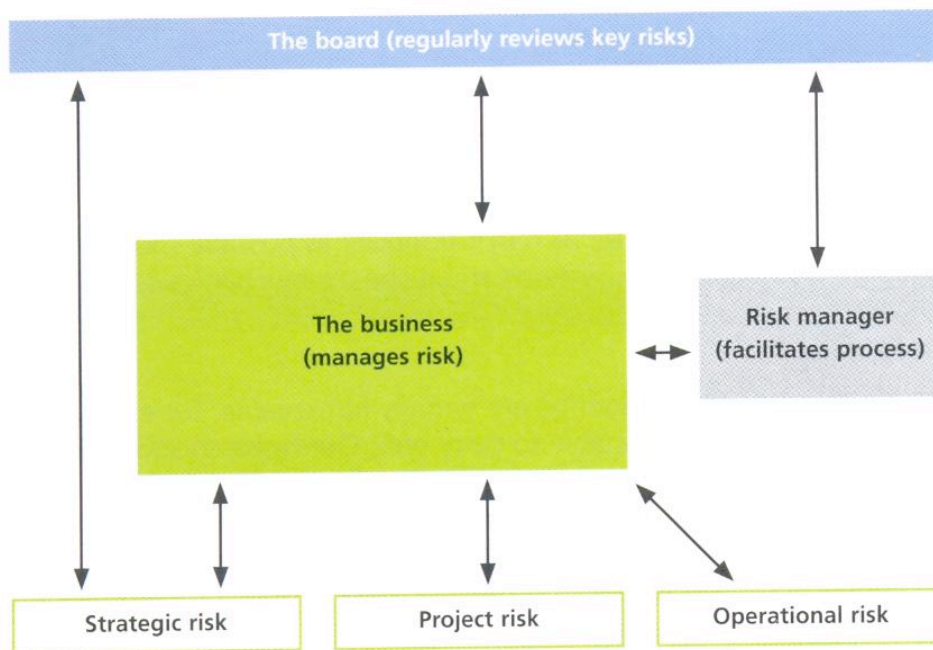 The board (regularly reviews key risks)
The business
(manages risk)
Risk manager
(facilitates process)
Strategic risk
Project risk
Operational risk